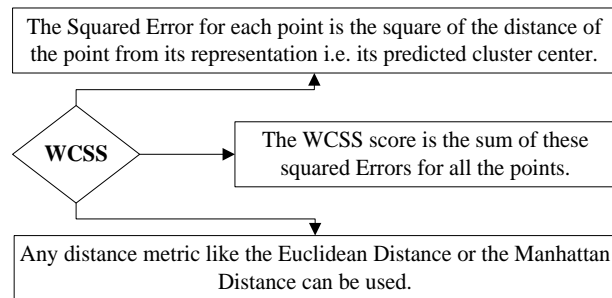 The Squared Error for each point is the square of the distance of
the point from its representation i.e. its predicted cluster center.
WCSS
The WCSS score is the sum of these
squared Errors for all the points.
Any distance metric like the Euclidean Distance or the Manhattan
Distance can be used.